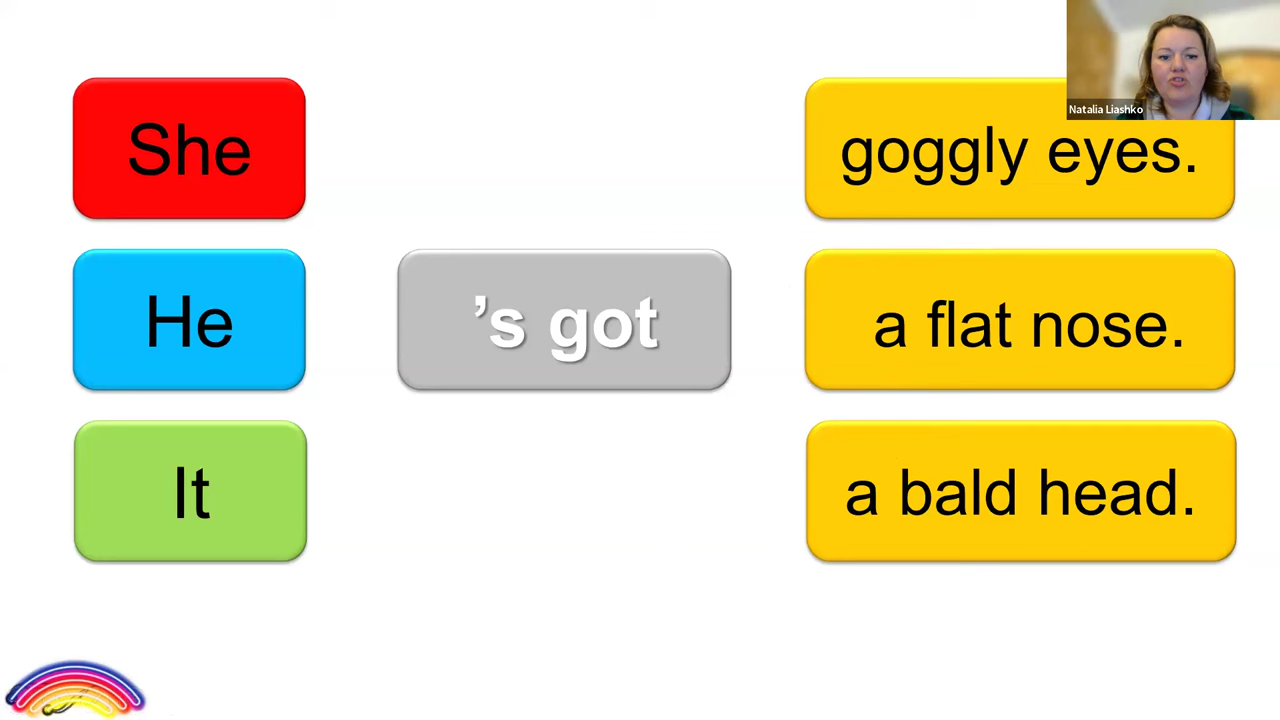 Natalia Liashko
She
goggly eyes.
He
's got
a flat nose.
It
a bald head.